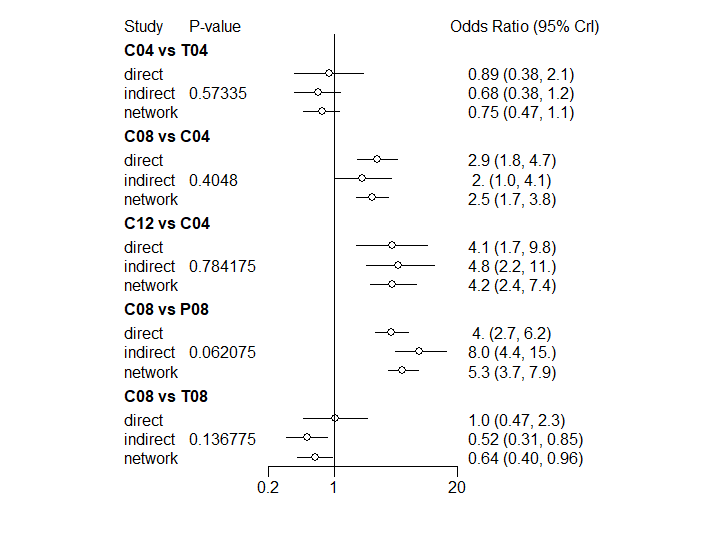 Study P-value Odds Ratio (95% CrI)
C04 vs T04
direct 0.89 (0.38, 2.1)
indirect 0.57335 0.68 (0.38, 1.2)
network 0.75 (0.47, 1.1)
C08 vs C04
direct 2.9 (1.8, 4.7)
indirect 0.4048 2. (1.0, 4.1)
network 2.5 (1.7, 3.8)
C12 vs C04
direct 4.1 (1.7, 9.8)
indirect 0.784175 4.8 (2.2, 11.)
network 4.2 (2.4, 7.4)
C08 vs P08
direct 4. (2.7, 6.2)
indirect 0.062075 8.0 (4.4, 15.)
network 5.3 (3.7, 7.9)
C08 vs T08
direct 1.0 (0.47, 2.3)
indirect 0.136775 0.52 (0.31, 0.85)
network 0.64 (0.40, 0.96)
0.2 1 20